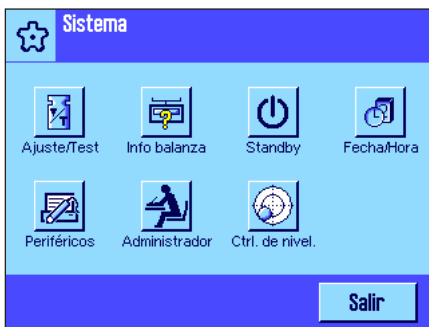 Sistema
Ajuste/Test Info balanza Standby Fecha/Hora
Periféricos Administrador Ctrl. de nivel.
Salir